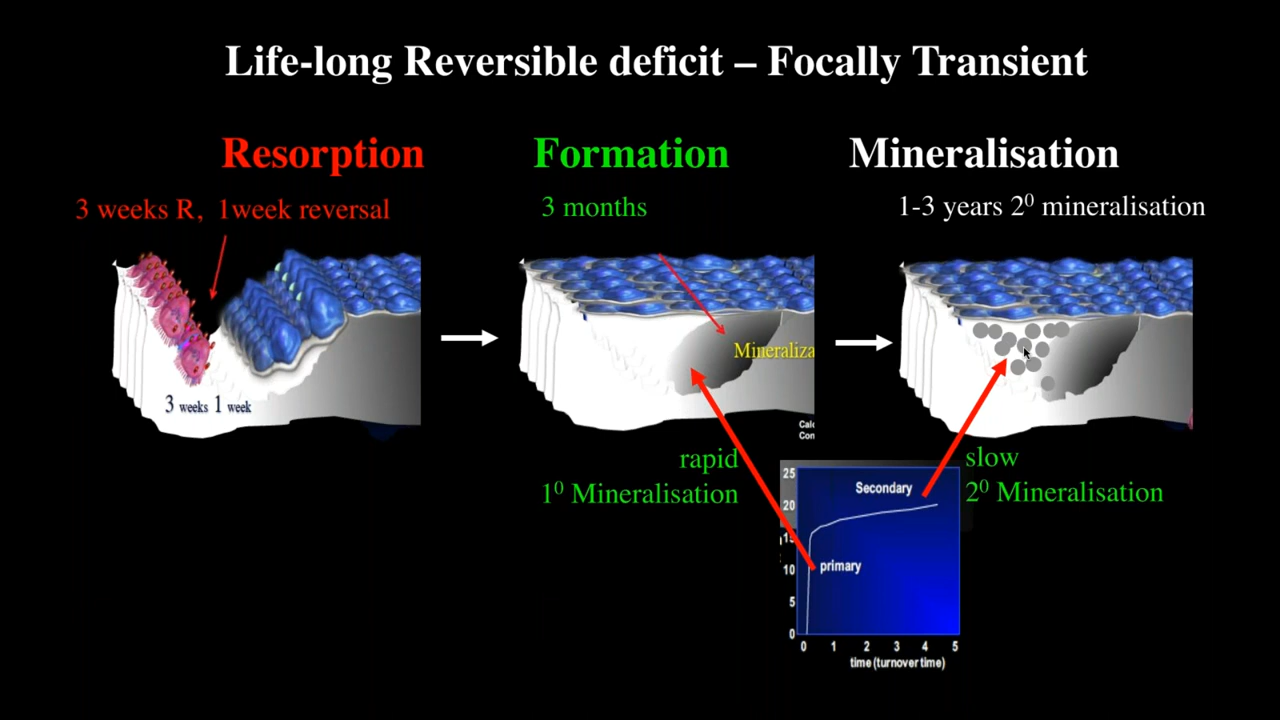 Life-long Reversible deficit – Focally Transient
Resorption
Formation
Mineralisation
3 weeks R, 1week reversal
3 months
1-3 years 2⁰ mineralisation
Mineraliza
3 weeks 1 week
Calc
Con
rapid
1⁰ Mineralisation
slow
2⁰ Mineralisation
25
Secondary
20
15
10
primary
5
0
0 1 2 3 4 5
time (turnover time)